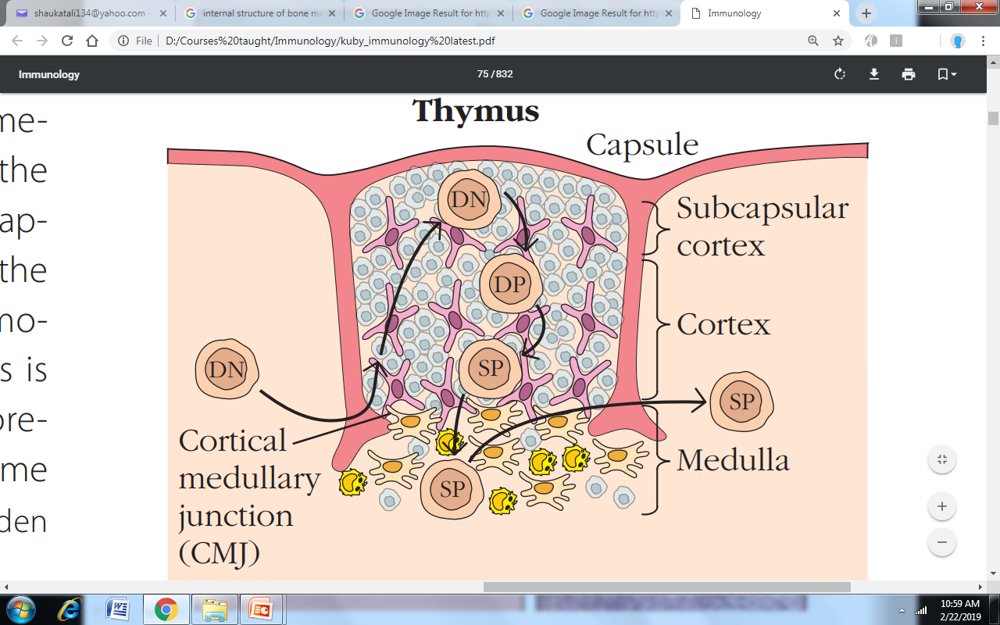 shaukatali134@yahoo.com -
internal structure of bone m
Google Image Result for http
Google Image Result for http
Immunology
File
D:/Courses%20taught/Immunology/kuby_immunology%20latest.pdf
Immunology
75 / 832
me-
the
ap-
the
mo-
s is
ore-
me
den
Thymus
Capsule
DN
Subcapsular
cortex
DP
Cortex
DN
SP
SP
Cortical
medullary
junction
(CMJ)
SP
Medulla
10:59 AM
2/22/2019